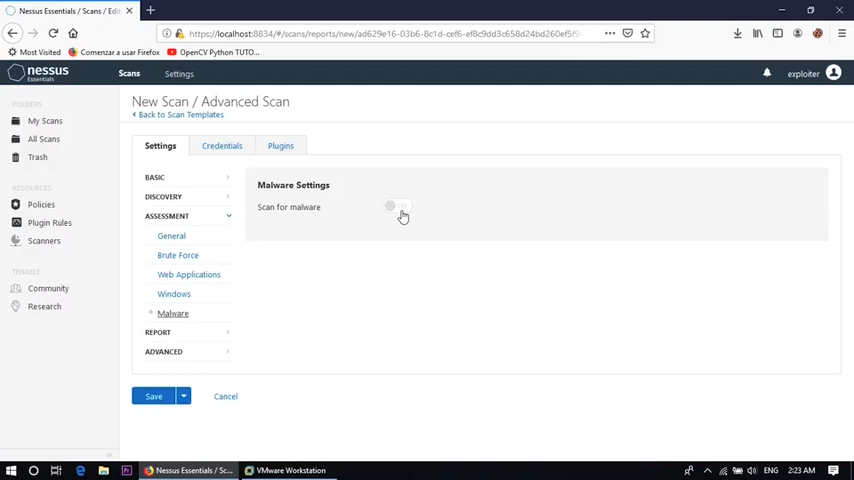 Nessus Essentials / Scans / Edi
https://localhost:8834/#/scans/reports/new/ad629e16-03b6-8c1d-cef6-ef8c9dd3c658d24bd260ef5f9
Most Visited
Comenzar a usar Firefox
OpenCV Python TUTO...
nessus
Essentials
Scans
Settings
exploiter
FOLDERS
My Scans
All Scans
Trash
RESOURCES
Policies
Plugin Rules
Scanners
TENABLE
Community
Research
New Scan / Advanced Scan
Back to Scan Templates
Settings
Credentials
Plugins
BASIC
DISCOVERY
ASSESSMENT
General
Brute Force
Web Applications
Windows
Malware
REPORT
ADVANCED
Malware Settings
Scan for malware
Save
Cancel
Nessus Essentials / Sc...
VMware Workstation
ENG
2:23 AM